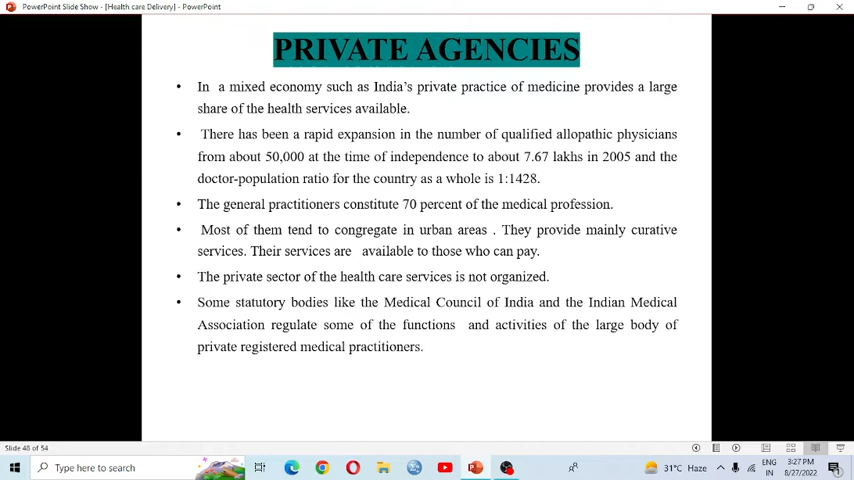 PowerPoint Slide Show - [Health care Delivery] - PowerPoint
PRIVATE AGENCIES
• In a mixed economy such as India's private practice of medicine provides a large
share of the health services available.
• There has been a rapid expansion in the number of qualified allopathic physicians
from about 50,000 at the time of independence to about 7.67 lakhs in 2005 and the
doctor-population ratio for the country as a whole is 1:1428.
• The general practitioners constitute 70 percent of the medical profession.
• Most of them tend to congregate in urban areas . They provide mainly curative
services. Their services are available to those who can pay.
• The private sector of the health care services is not organized.
• Some statutory bodies like the Medical Council of India and the Indian Medical
Association regulate some of the functions and activities of the large body of
private registered medical practitioners.
Slide 48 of 54
Type here to search
31°C Haze
ENG
IN
3:27 PM
8/27/2022
1